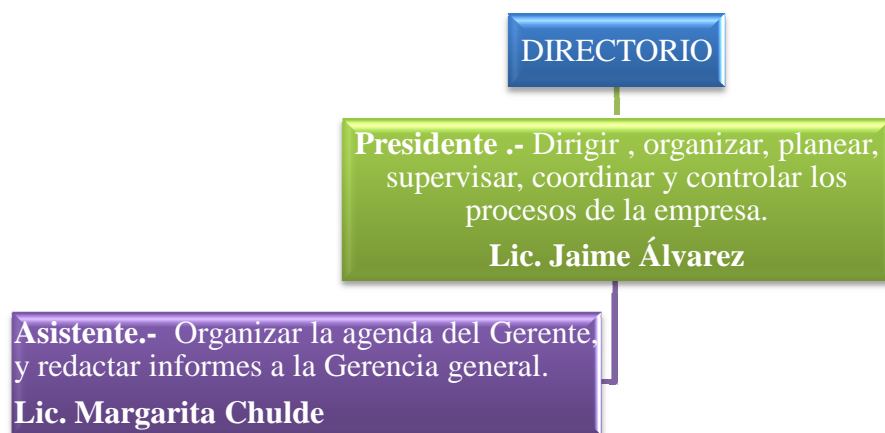 DIRECTORIO
Presidente .- Dirigir , organizar, planear,
supervisar, coordinar y controlar los
procesos de la empresa.
Lic. Jaime Álvarez
Asistente.- Organizar la agenda del Gerente,
y redactar informes a la Gerencia general.
Lic. Margarita Chulde